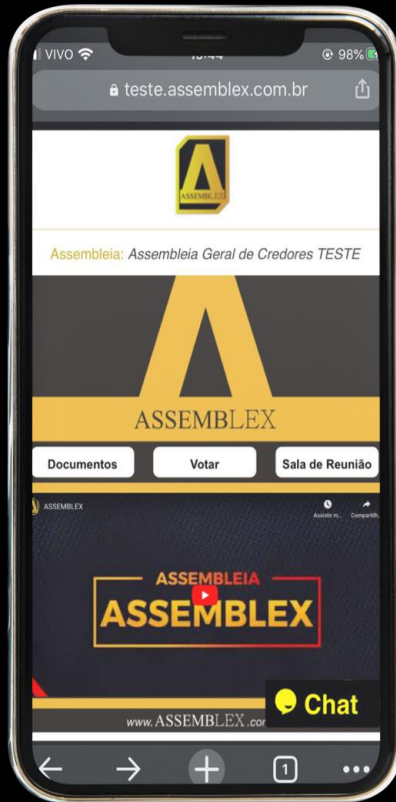 VIVO
98%
teste.assemblex.com.br
ASSEMBLEX
Assembleia: Assembleia Geral de Credores TESTE
ASSEMBLEX
Documentos
Votar
Sala de Reunião
ASSEMBLEX
Assistir m...
Compartilh...
ASSEMBLEIA
ASSEMBLEX
Chat
www.ASSEMBLEX.com
1